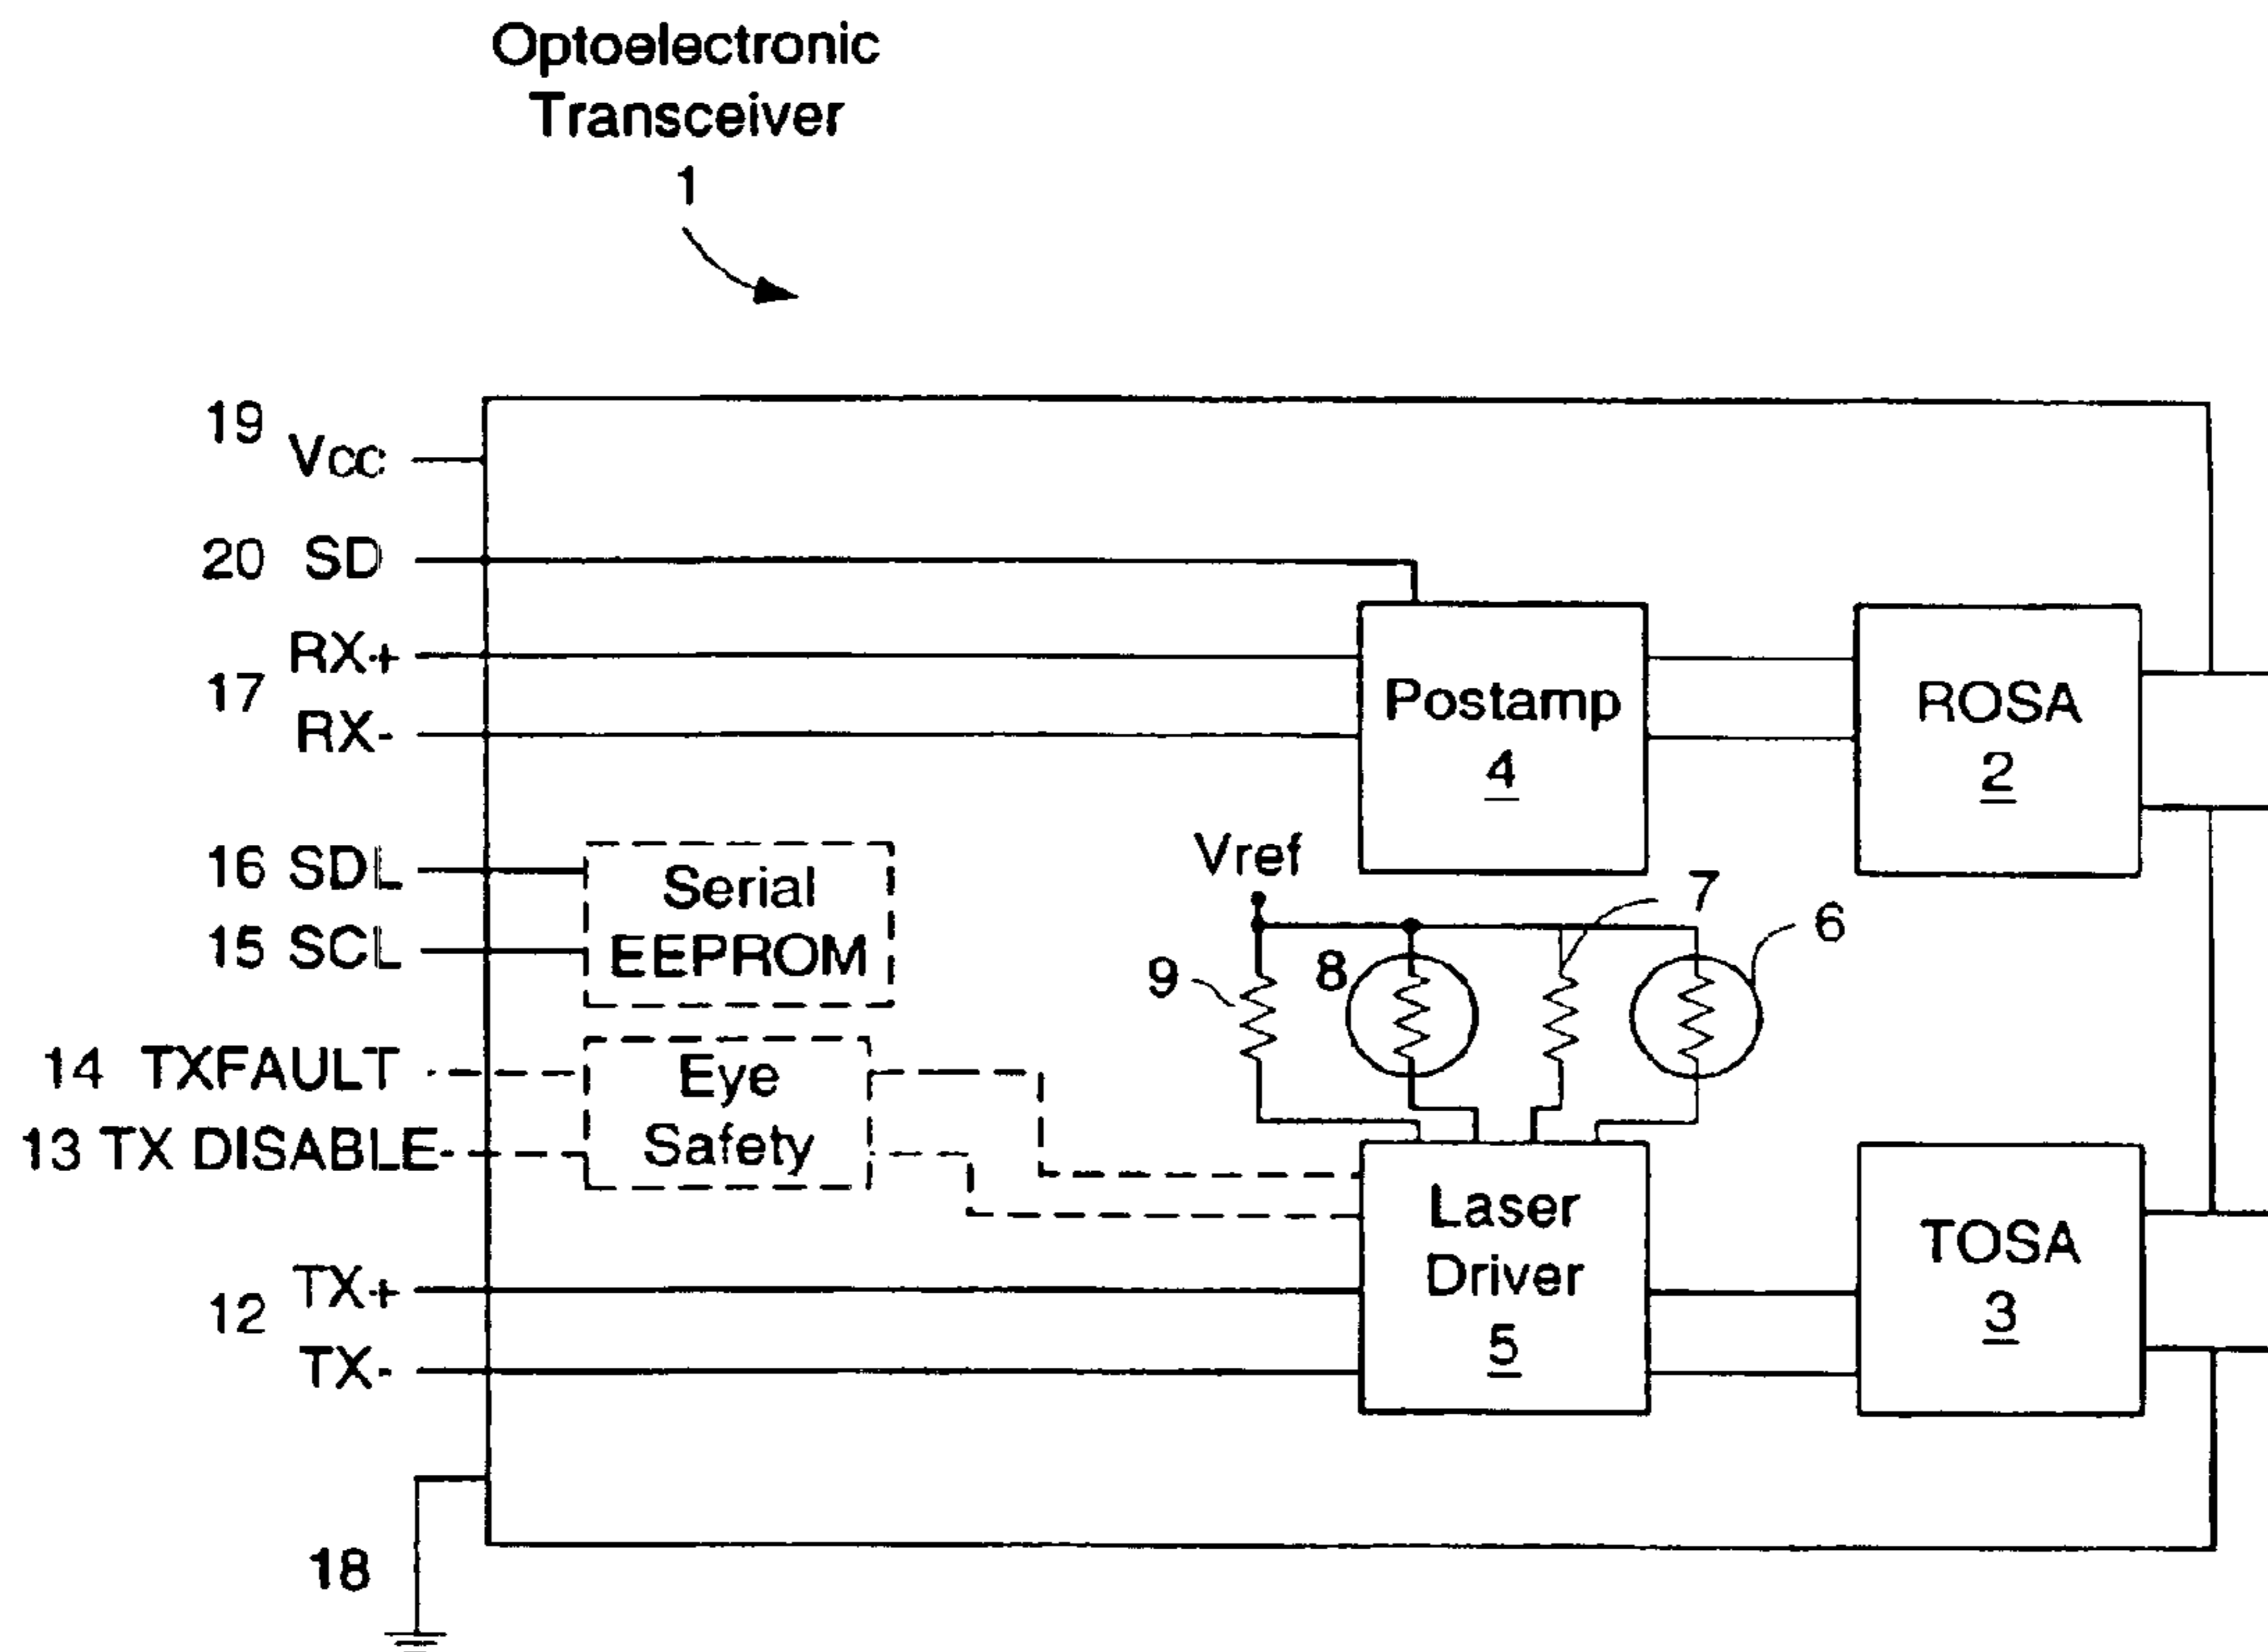 Optoelectronic
Transceiver
1
19
Vcc
20 SD
RX+
17
RX-
Postamp
4
ROSA
2
16 SDL
15 SCL
Serial
EEPROM
Vref
7
6
8
9
14 TXFAULT
13 TX DISABLE
Eye
Safety
Laser
Driver
5
TOSA
3
TX+
12
TX-
18